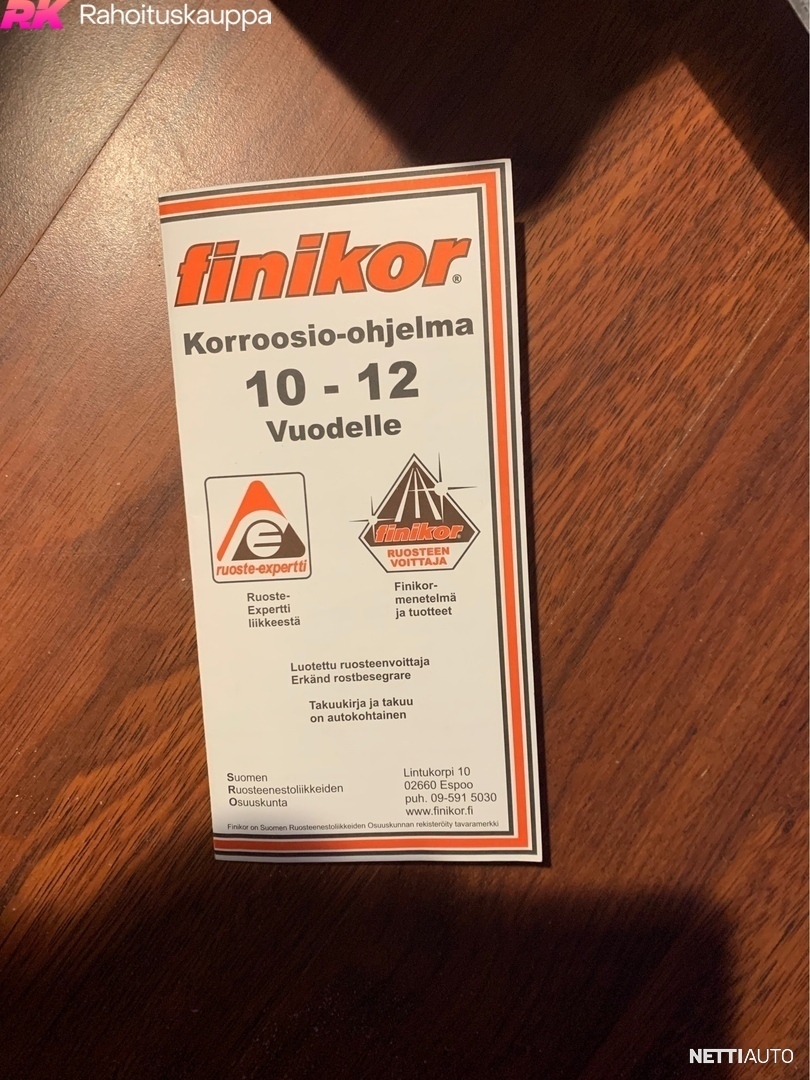 RK Rahoituskauppa
finikor®
Korroosio-ohjelma
10 - 12
Vuodelle
E
ruoste-expertti
finikor
RUOSTEEN
VOITTAJA
Ruoste-
Expertti
liikkeestä
Finikor-
menetelmä
ja tuotteet
Luotettu ruosteenvoittaja
Erkänd rostbesegrare
Takuukirja ja takuu
on autokohtainen
Suomen
Ruosteenestoliikkeiden
Osuuskunta
Lintukorpi 10
02660 Espoo
puh. 09-591 5030
www.finikor.fi
Finikor on Suomen Ruosteenestoliikkeiden Osuuskunnan rekisteröity tavaramerkki
NETTIAUTO